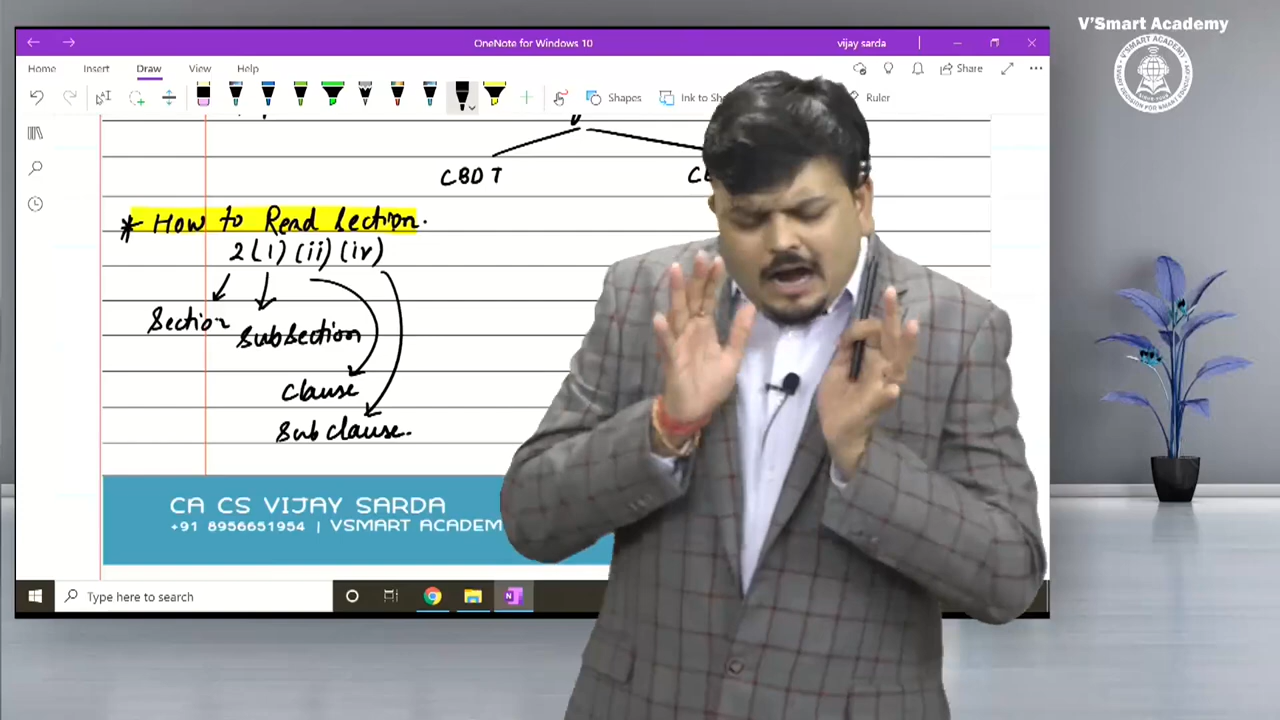 V'Smart Academy
OneNote for Windows 10
vijay sarda
Home Insert Draw View Help
Share
Shapes
Ink to
Ruler
CBDT
* How to Read Section.
2(1)(ii)(iv)
Section
Subsection
Clause
Sub clause.
CA CS VIJAY SARDA
+91 8956651954 | VSMART ACADEM
Type here to search